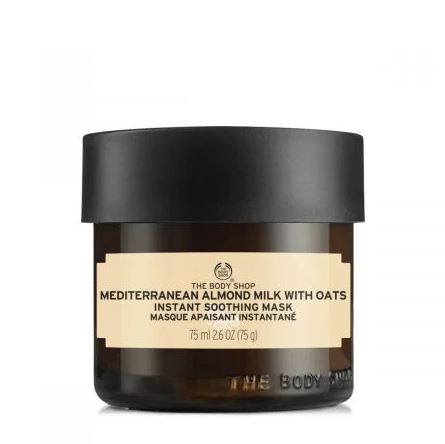 THE BODY SHOP
MEDITERRANEAN ALMOND MILK WITH OATS
INSTANT SOOTHING MASK
MASQUE APAISANT INSTANTANÉ
75 ml 2.6 OZ (75 g)
THE BODY